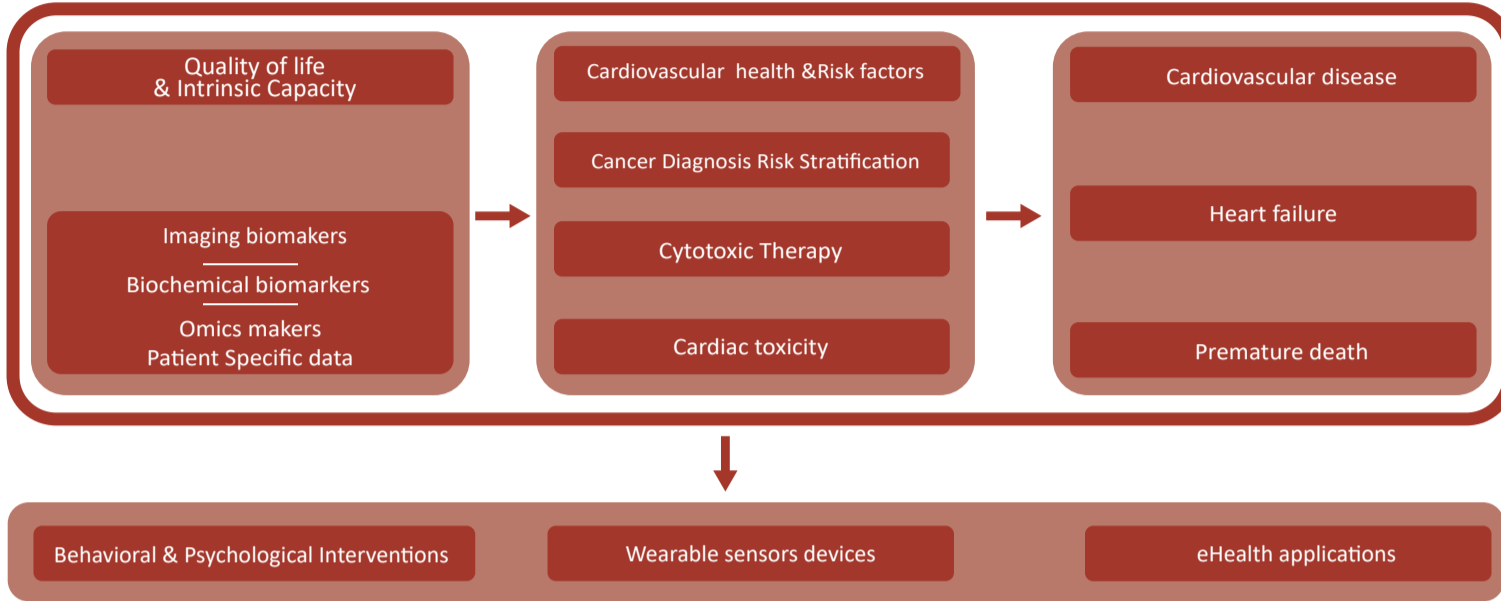 Quality of life
& Intrinsic Capacity
Imaging biomakers
Biochemical biomarkers
Omics makers
Patient Specific data
Cardiovascular health &Risk factors
Cancer Diagnosis Risk Stratification
Cytotoxic Therapy
Cardiac toxicity
Cardiovascular disease
Heart failure
Premature death
Behavioral & Psychological Interventions
Wearable sensors devices
eHealth applications